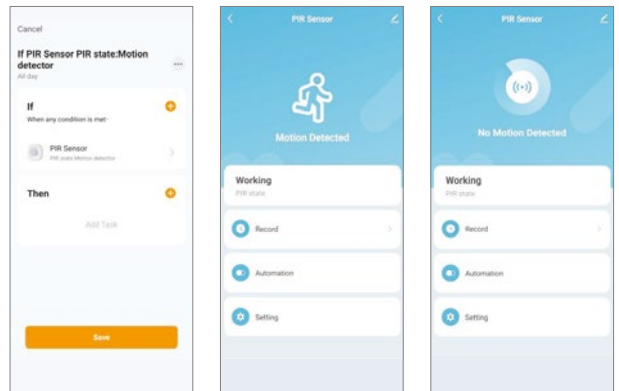 Cancel
If PIR Sensor PIR state:Motion
detector
All day
If
When any condition is met
PIR Sensor
PIR state:Motion detector
Then
Add Task
Save
PIR Sensor
Motion Detected
Working
PIR state
Record
Automation
Setting
PIR Sensor
No Motion Detected
Working
PIR state
Record
Automation
Setting